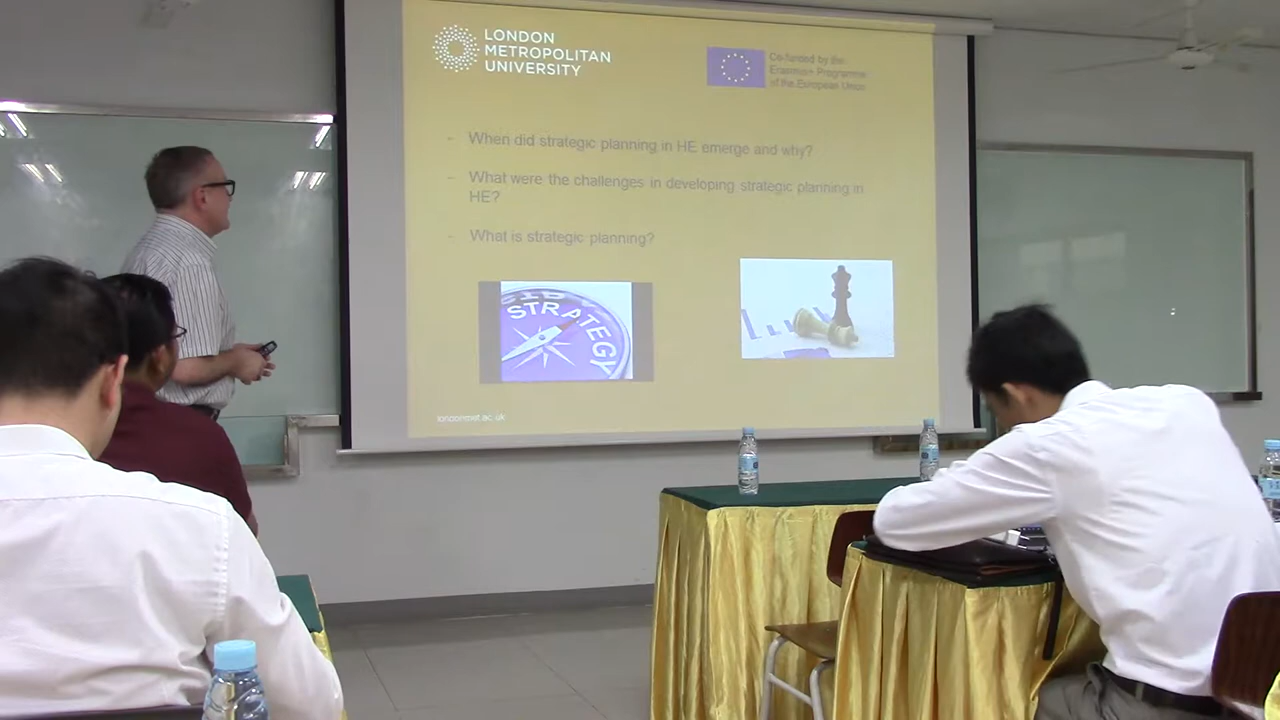 LONDON
METROPOLITAN
UNIVERSITY
Co-funded by the
Erasmus+ Programme
of the European Union
- When did strategic planning in HE emerge and why?
- What were the challenges in developing strategic planning in
HE?
- What is strategic planning?
STRATEGY
londonmet.ac.uk